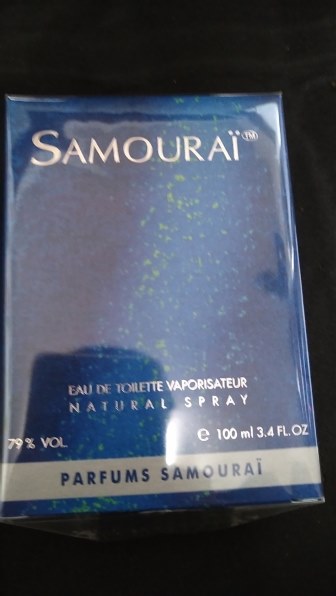 SAMOURAÏ™
EAU DE TOILETTE VAPORISATEUR
NATURAL SPRAY
79% VOL
℮ 100 ml 3.4 FL.OZ
PARFUMS SAMOURAÏ